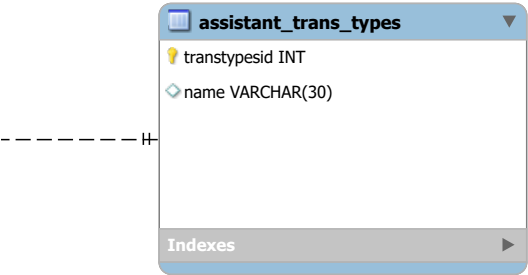 assistant_trans_types
transtypesid INT
name VARCHAR(30)
Indexes